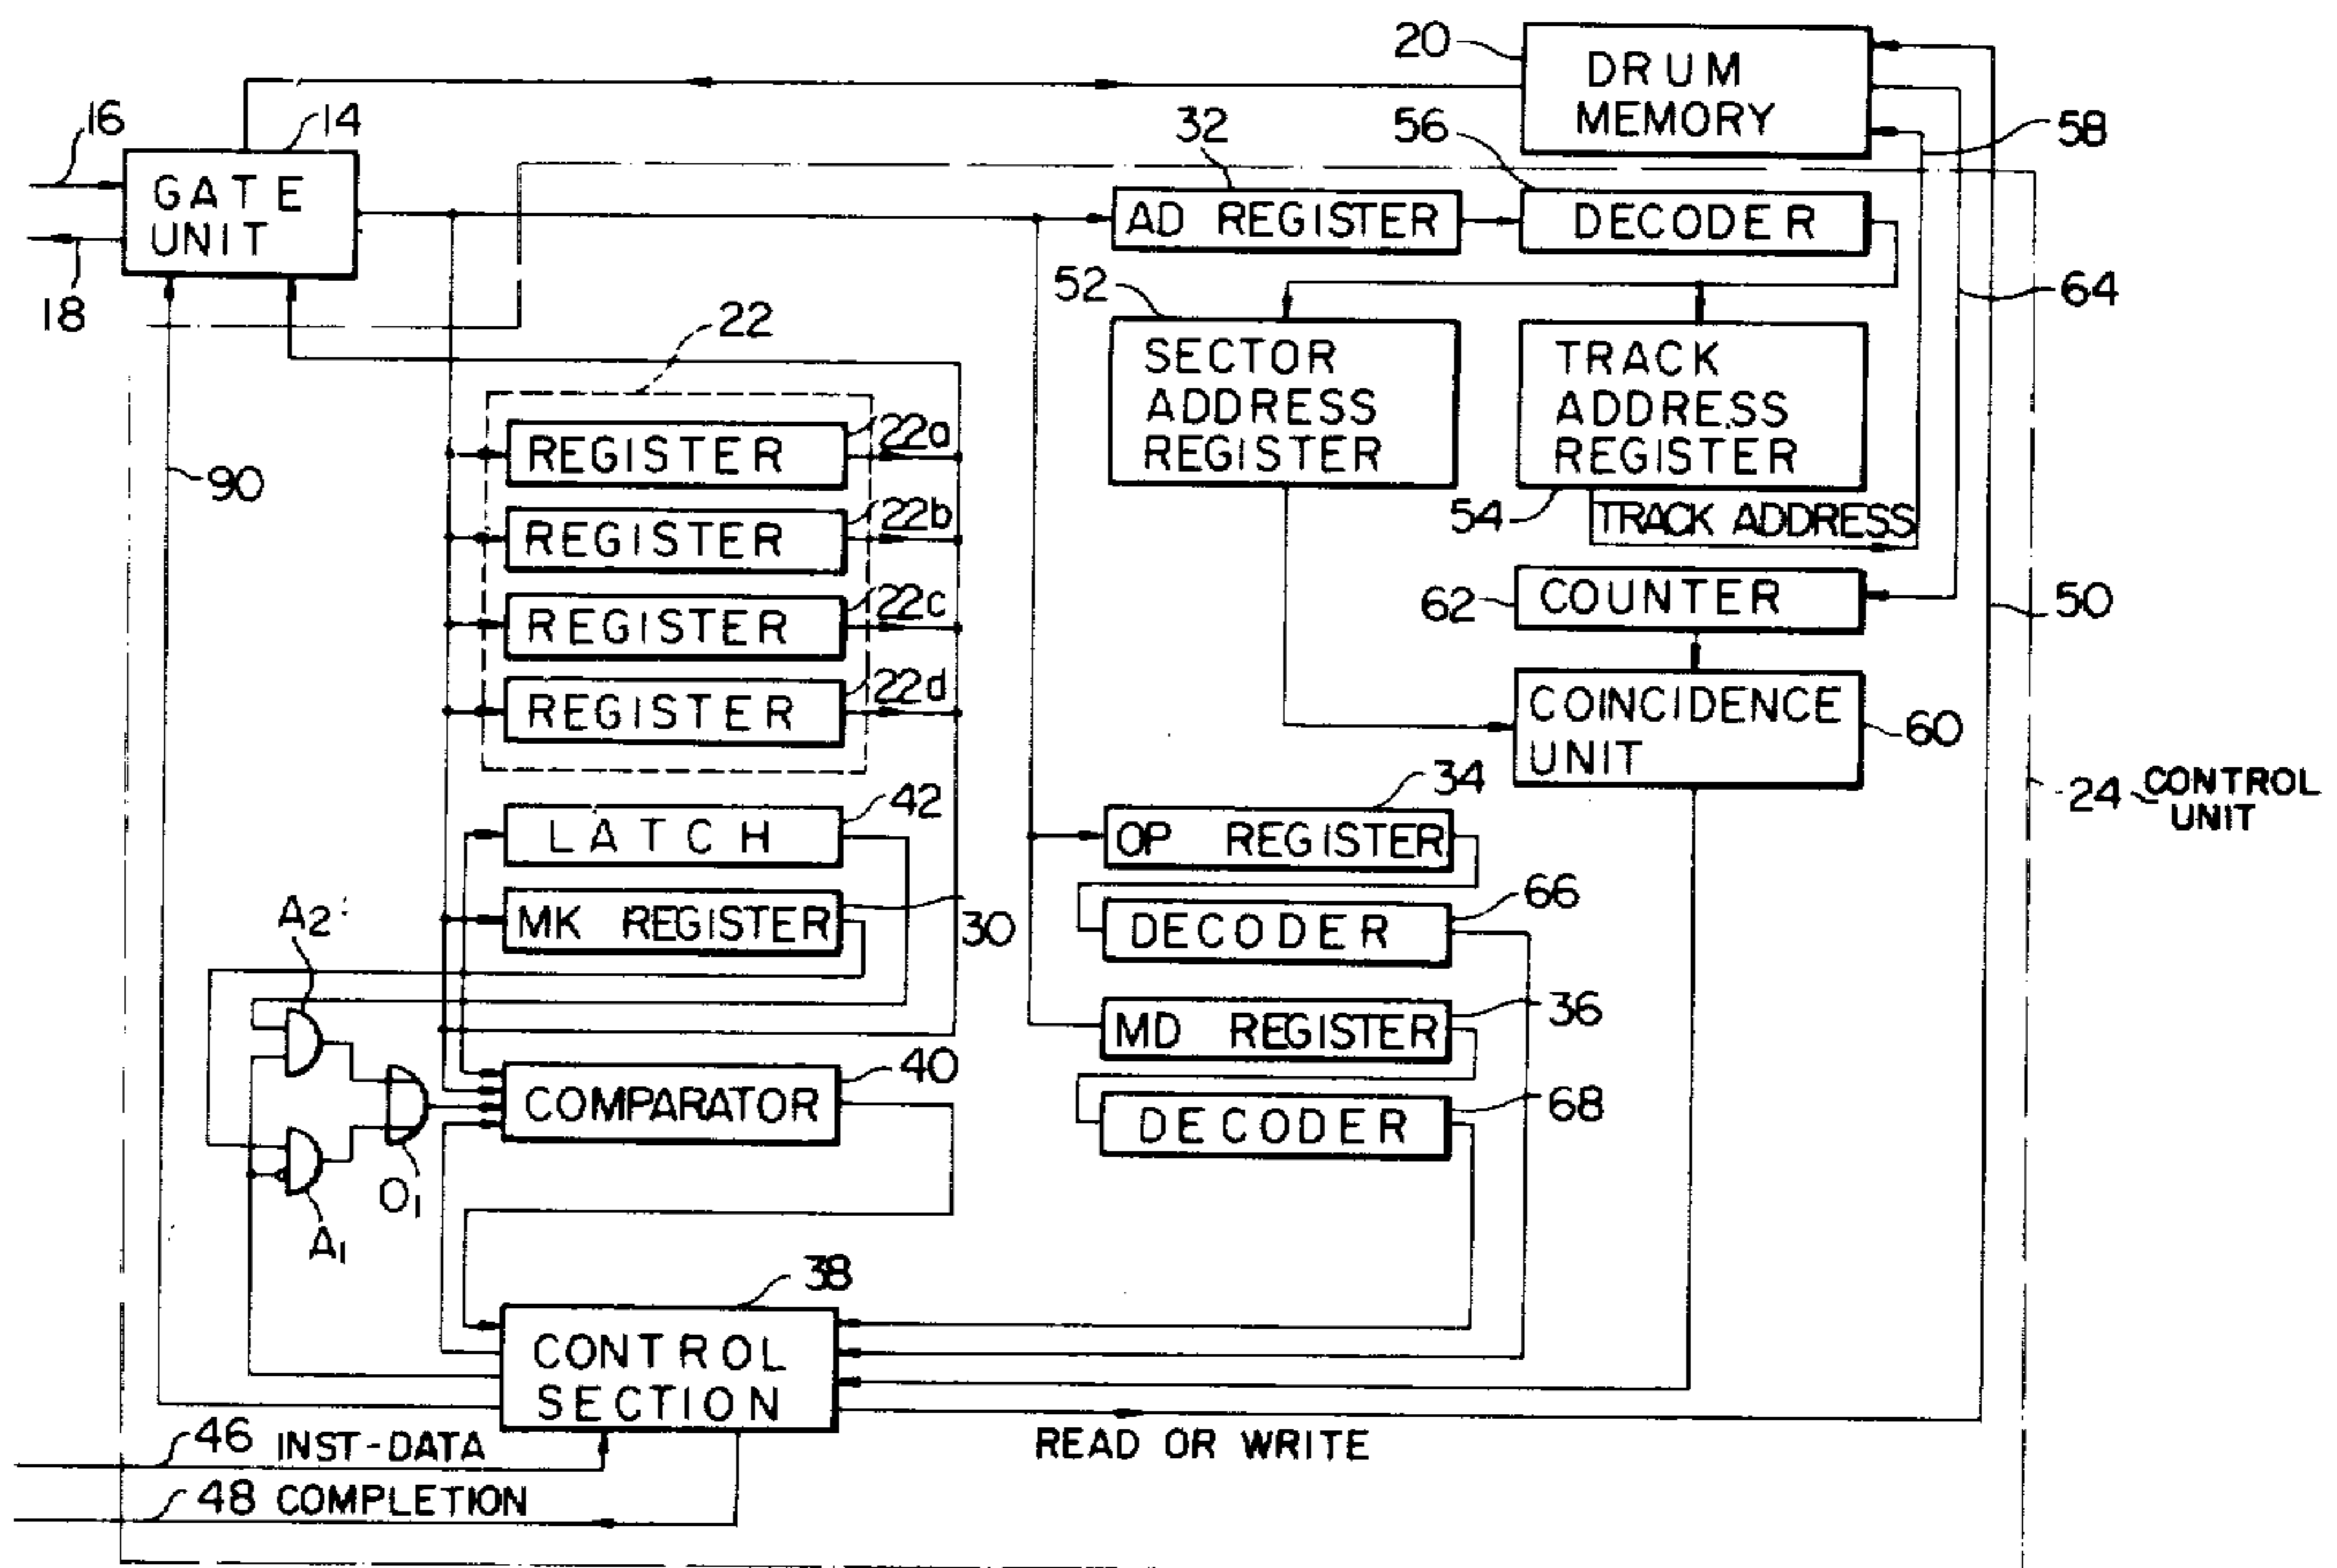 20
DRUM
MEMORY
16
14
32
56
58
GATE
UNIT
AD REGISTER
DECODER
18
52
64
22
SECTOR
ADDRESS
REGISTER
TRACK
ADDRESS
REGISTER
22a
REGISTER
90
54
TRACK ADDRESS
22b
REGISTER
62
COUNTER
50
22c
REGISTER
22d
REGISTER
COINCIDENCE
UNIT
60
34
24
CONTROL
UNIT
42
LATCH
OP REGISTER
66
A2
MK REGISTER
30
DECODER
36
MD REGISTER
40
COMPARATOR
68
DECODER
O1
A1
38
CONTROL
SECTION
46 INST-DATA
READ OR WRITE
48 COMPLETION